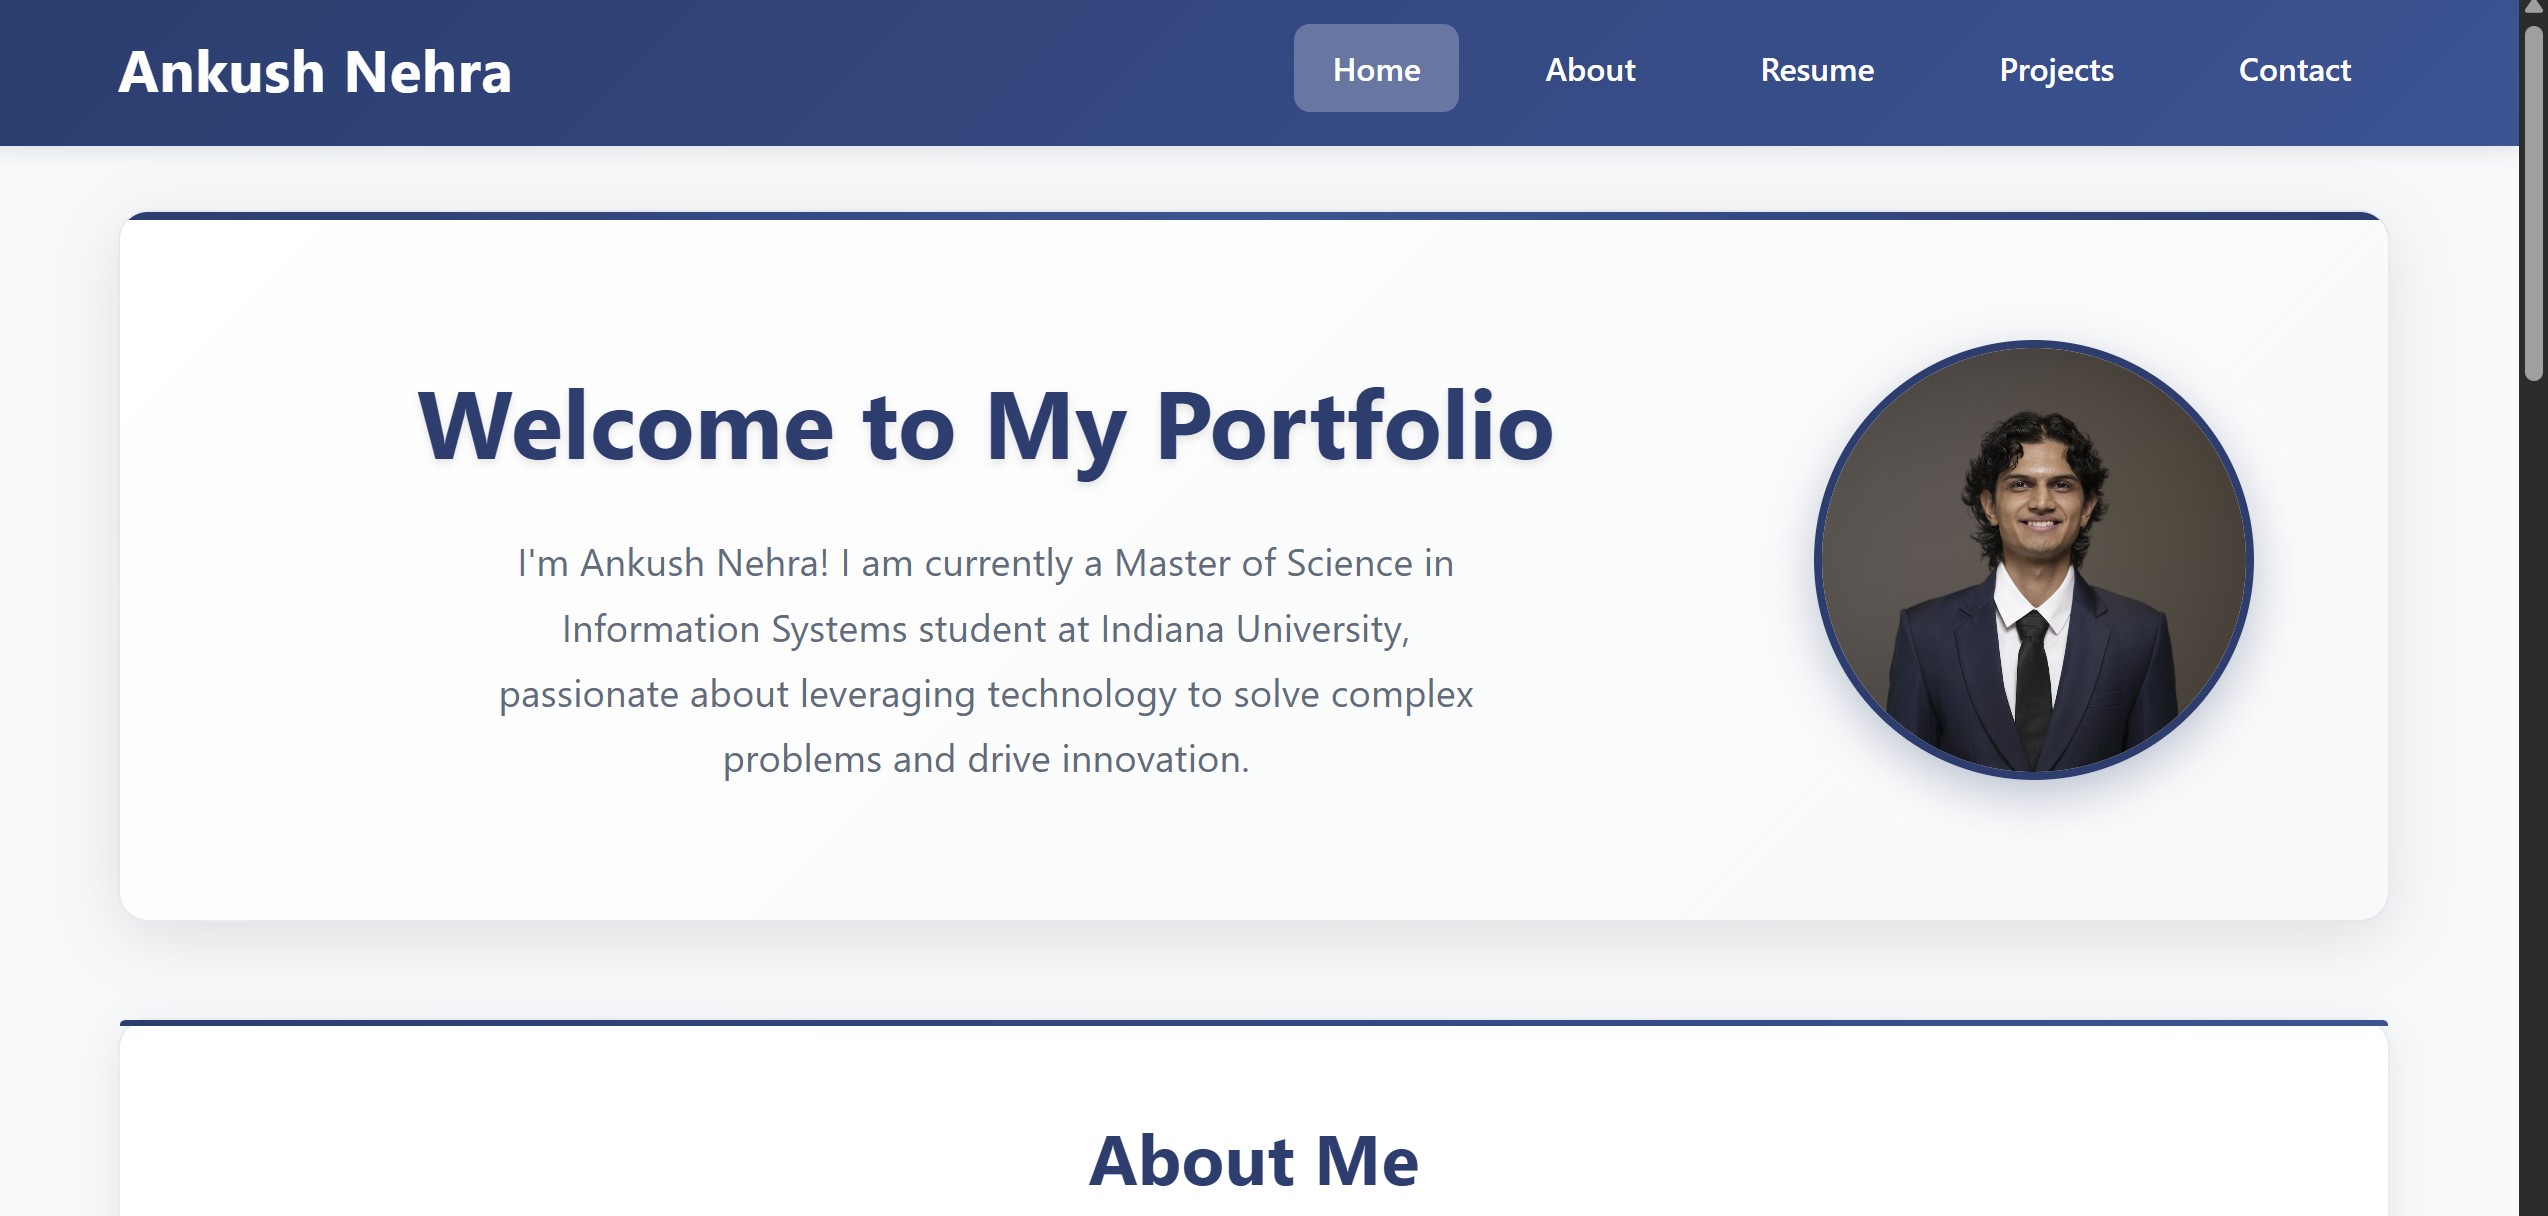 Ankush Nehra
Home
About
Resume
Projects
Contact
Welcome to My Portfolio
I'm Ankush Nehra! I am currently a Master of Science in
Information Systems student at Indiana University,
passionate about leveraging technology to solve complex
problems and drive innovation.
About Me